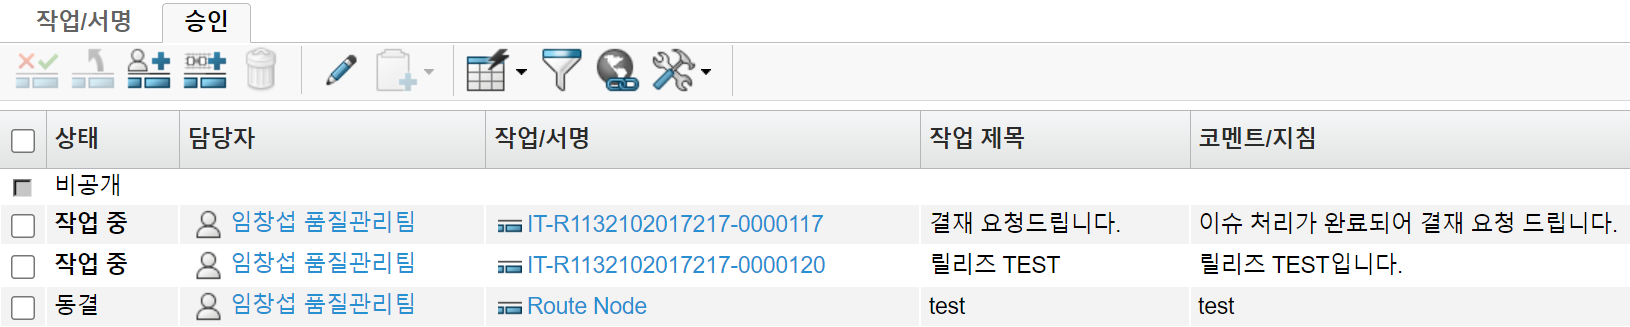 작업/서명 승인
상태 담당자 작업/서명 작업 제목 코멘트/지침
비공개
작업 중 임창섭 품질관리팀 IT-R1132102017217-0000117 결재 요청드립니다. 이슈 처리가 완료되어 결재 요청 드립니다.
작업 중 임창섭 품질관리팀 IT-R1132102017217-0000120 릴리즈 TEST 릴리즈 TEST입니다.
동결 임창섭 품질관리팀 Route Node test test